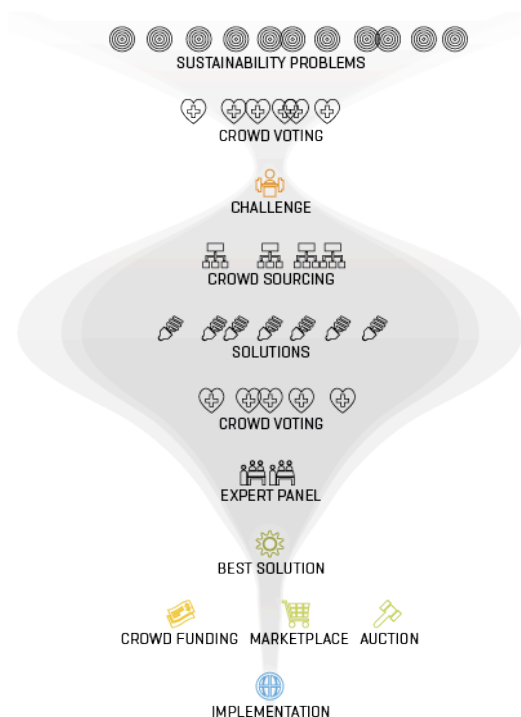 SUSTAINABILITY PROBLEMS
CROWD VOTING
CHALLENGE
CROWD SOURCING
SOLUTIONS
CROWD VOTING
EXPERT PANEL
BEST SOLUTION
CROWD FUNDING MARKETPLACE AUCTION
IMPLEMENTATION